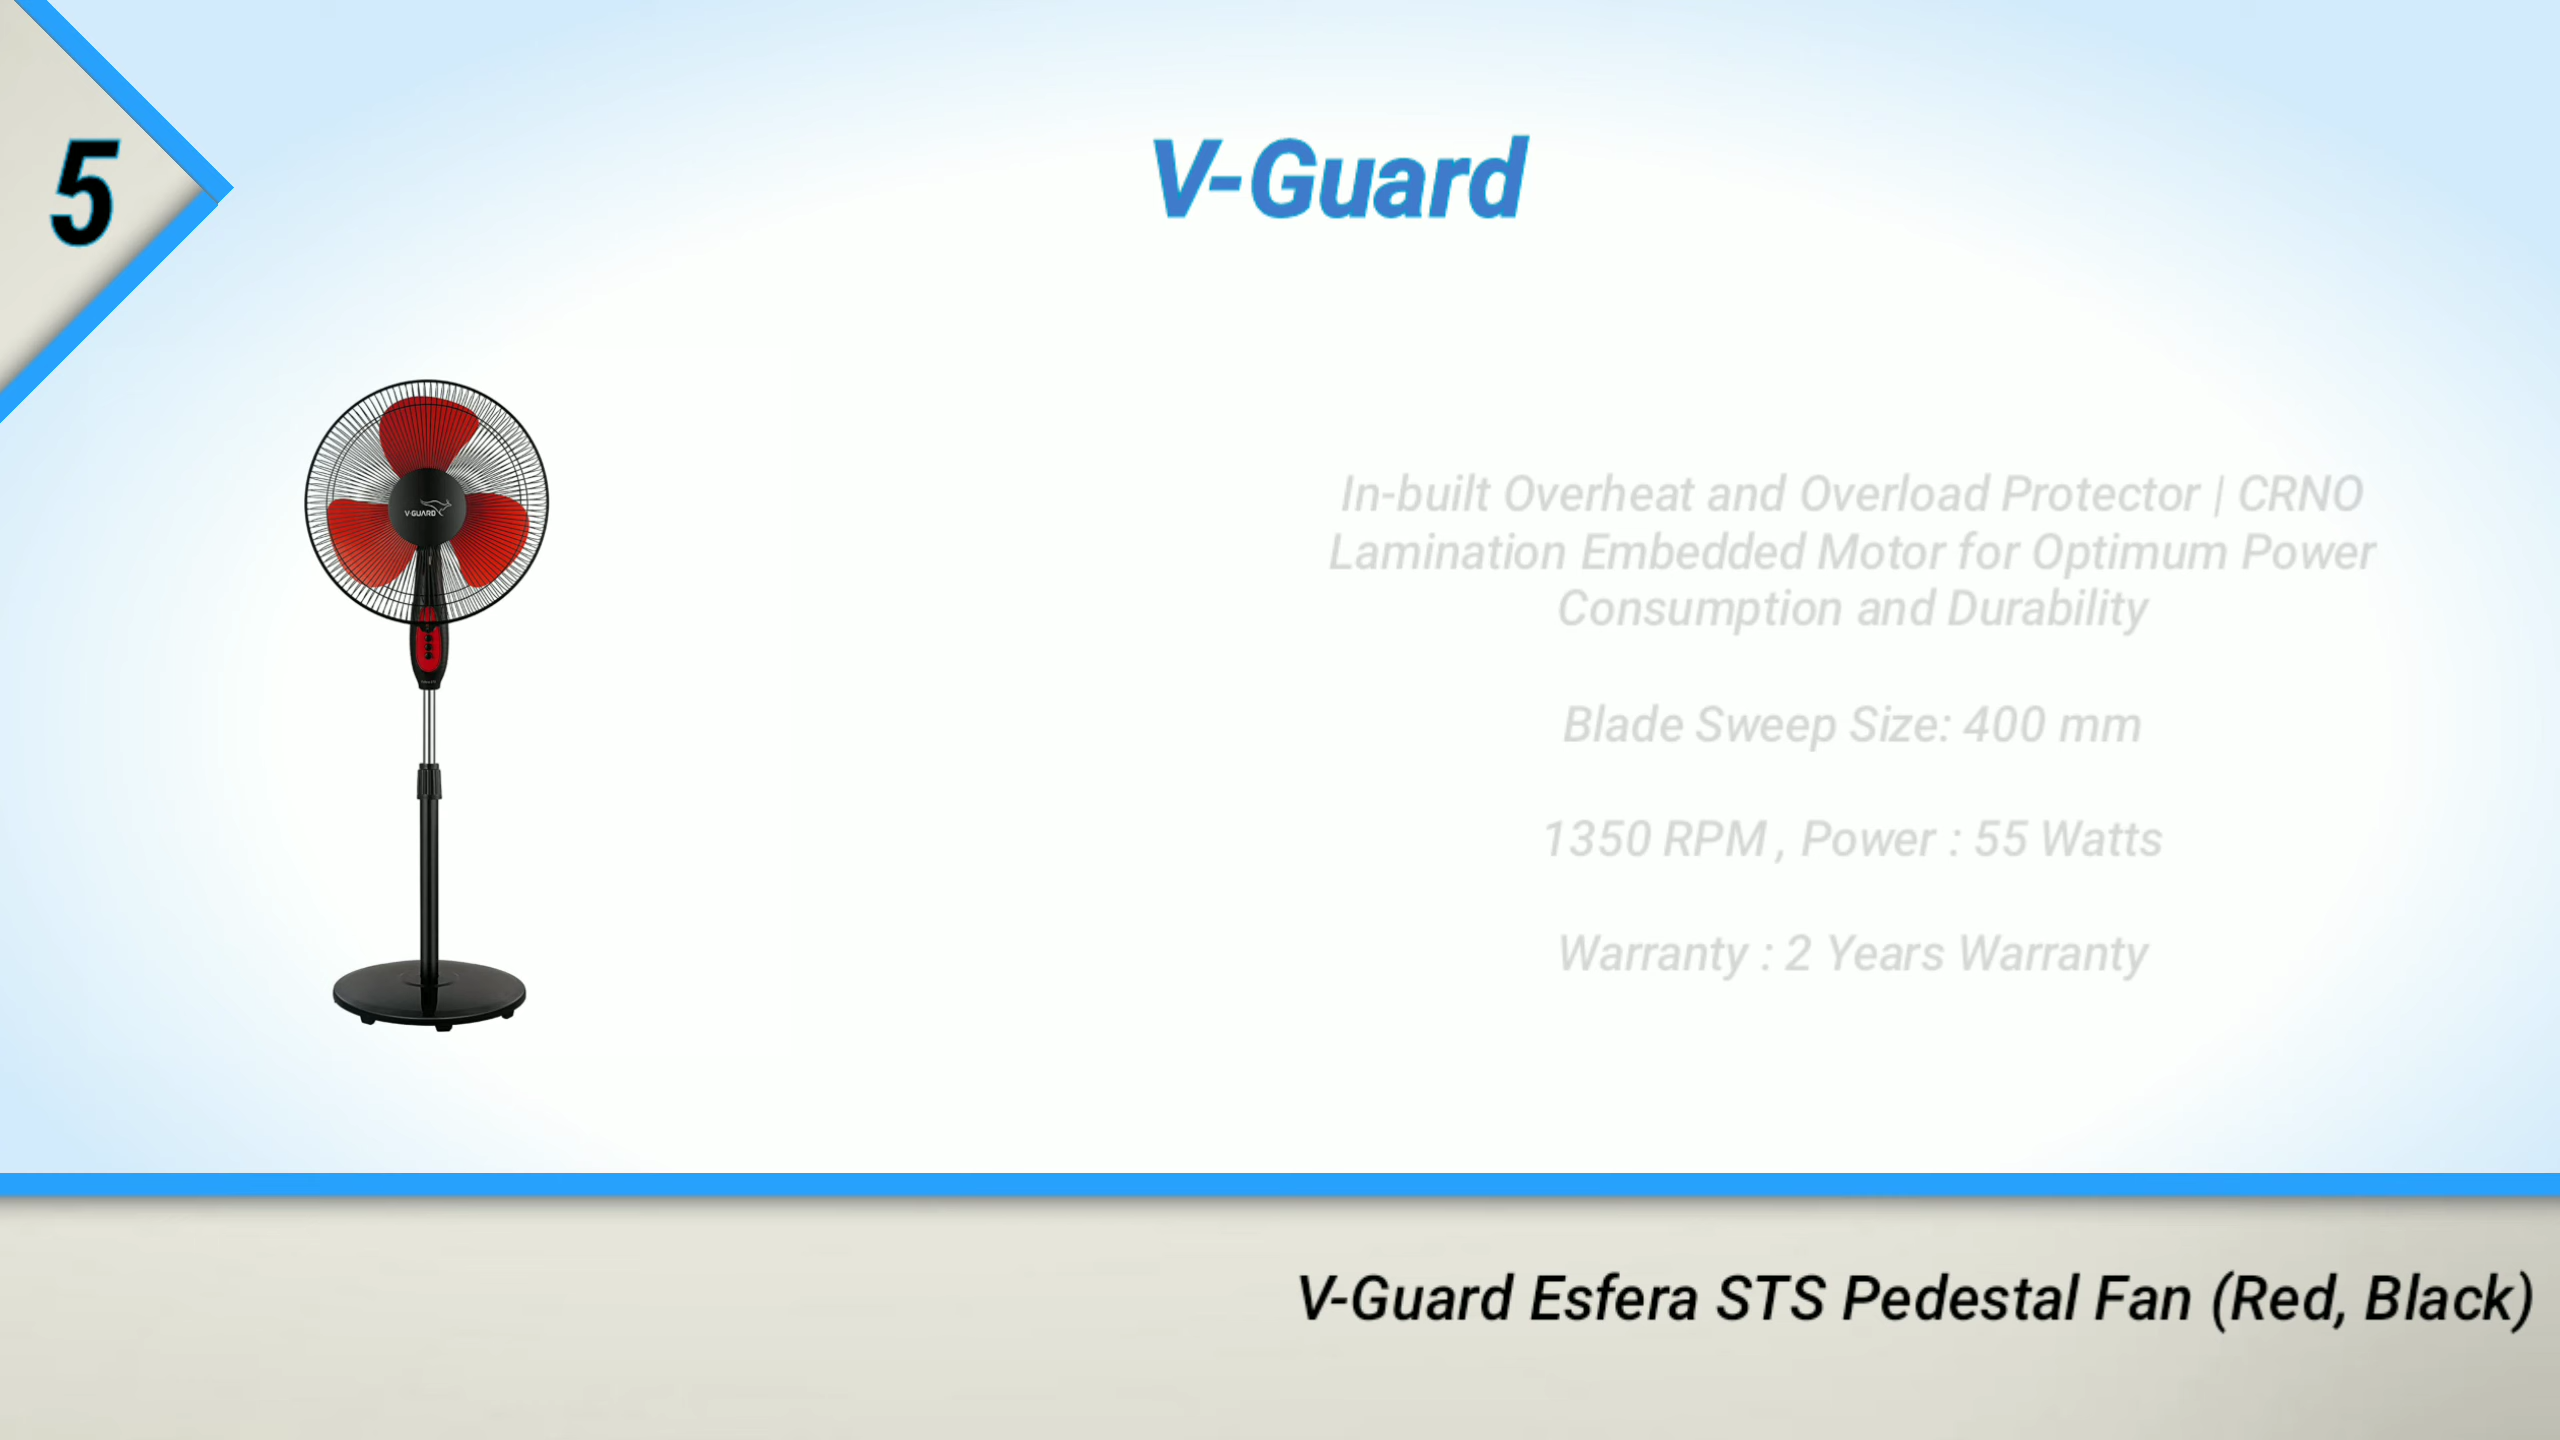 5
V-Guard
V-GUARD
In-built Overheat and Overload Protector | CRNO
Lamination Embedded Motor for Optimum Power
Consumption and Durability
Blade Sweep Size: 400 mm
1350 RPM , Power : 55 Watts
Warranty : 2 Years Warranty
V-Guard Esfera STS Pedestal Fan (Red, Black)